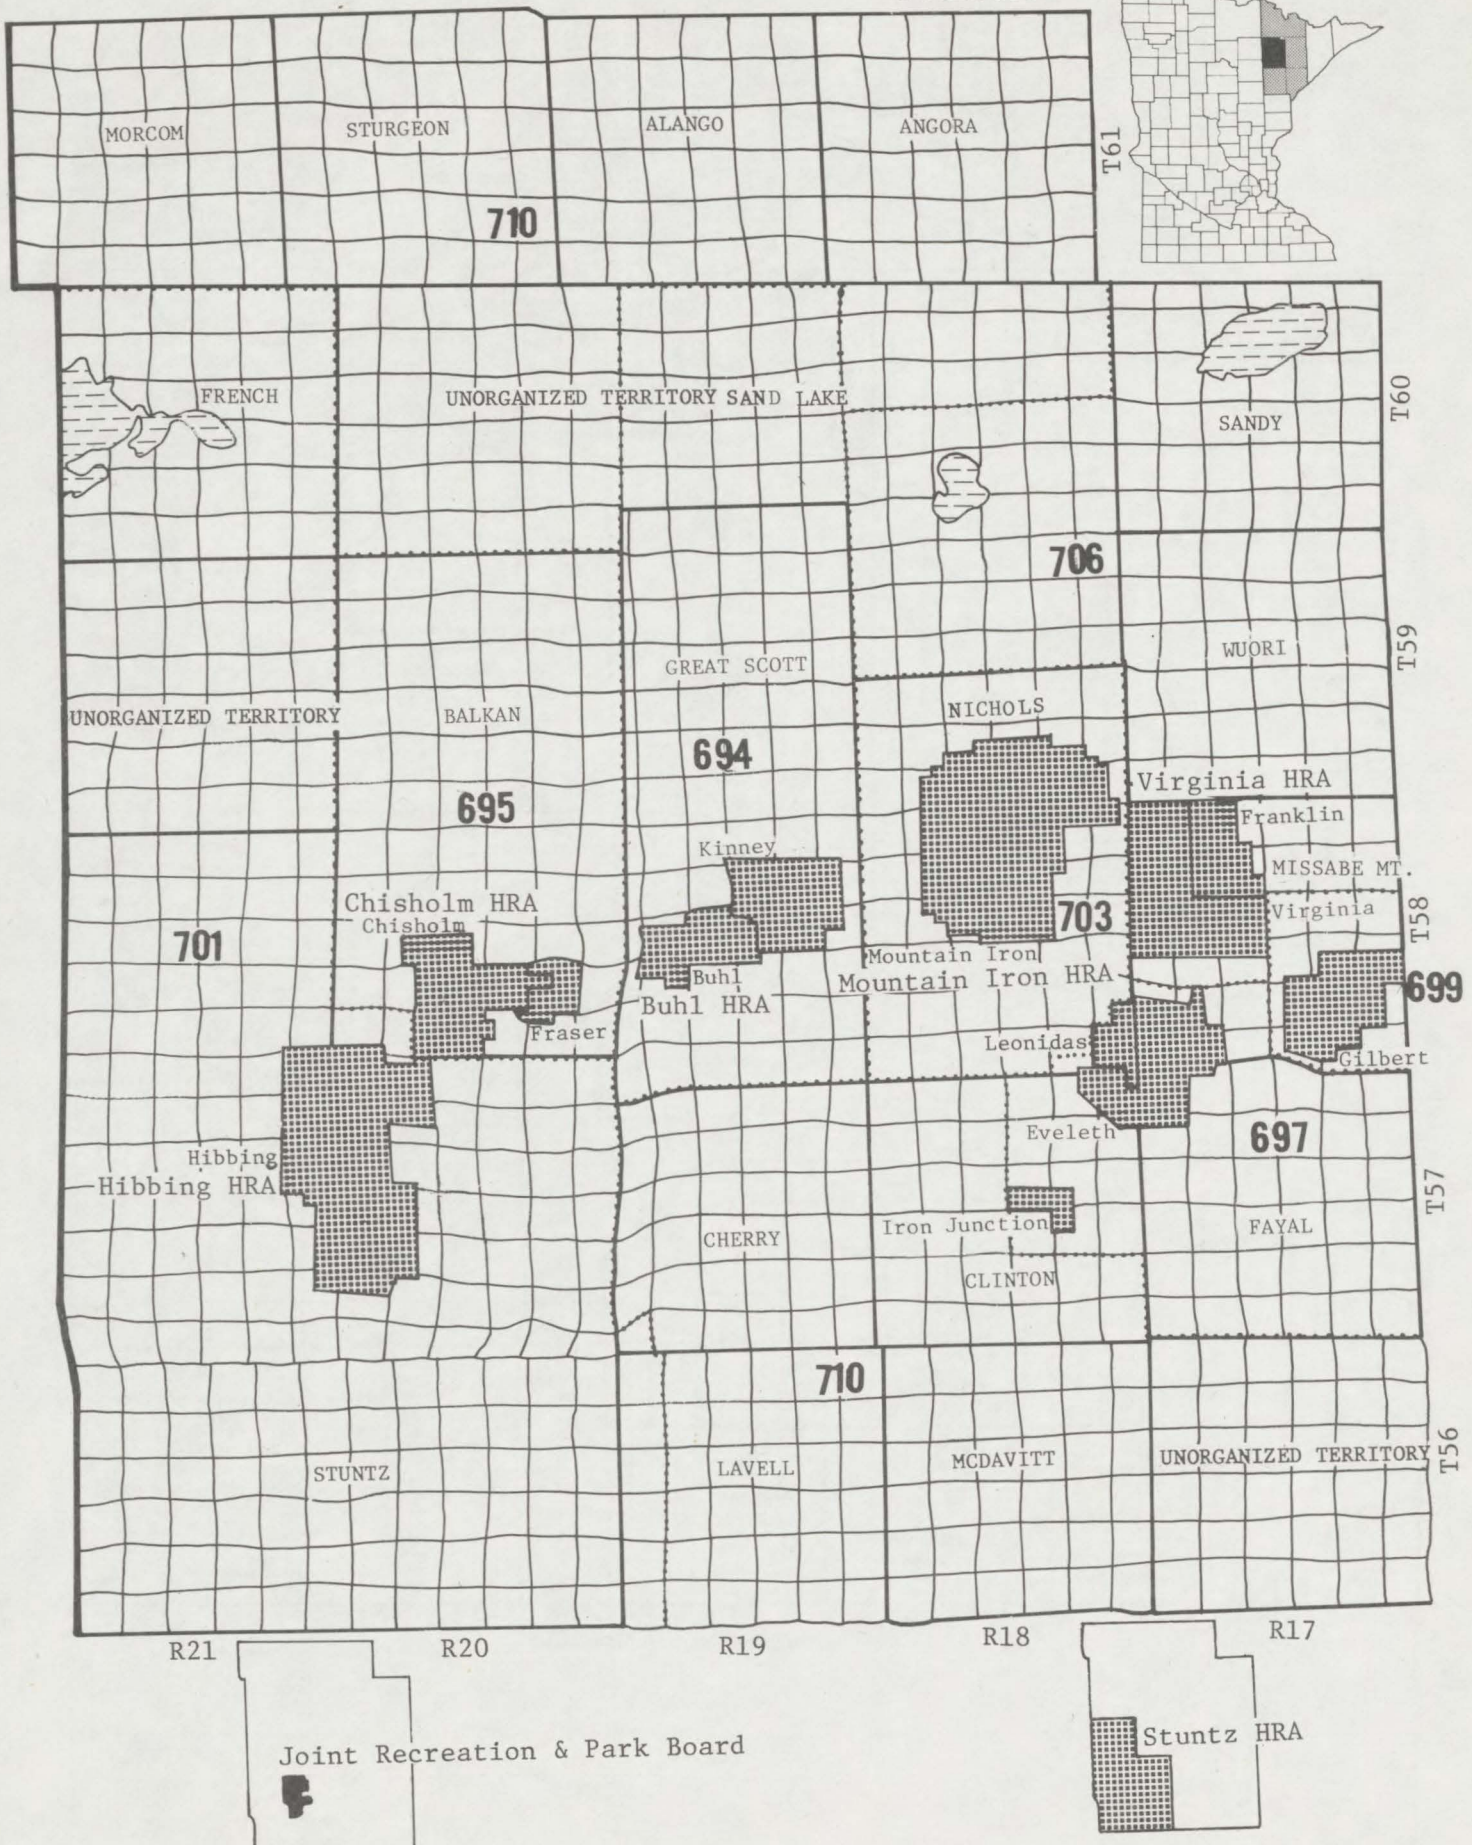 MORCOM
STURGEON
ALANGO
ANGORA
T61
710
FRENCH
UNORGANIZED TERRITORY SAND LAKE
SANDY
T60
706
GREAT SCOTT
WUORI
T59
UNORGANIZED TERRITORY
BALKAN
NICHOLS
694
695
Virginia HRA
Franklin
Kinney
MISSABE MT.
Chisholm HRA
Chisholm
701
703
Virginia
T58
Mountain Iron
Mountain Iron HRA
Buhl
Buhl HRA
699
Fraser
Leonidas
Gilbert
Eveleth
697
Hibbing
Hibbing HRA
T57
Iron Junction
CHERRY
FAYAL
CLINTON
710
STUNTZ
LAVELL
MCDAVITT
UNORGANIZED TERRITORY
T56
R21
R20
R19
R18
R17
Joint Recreation & Park Board
Stuntz HRA